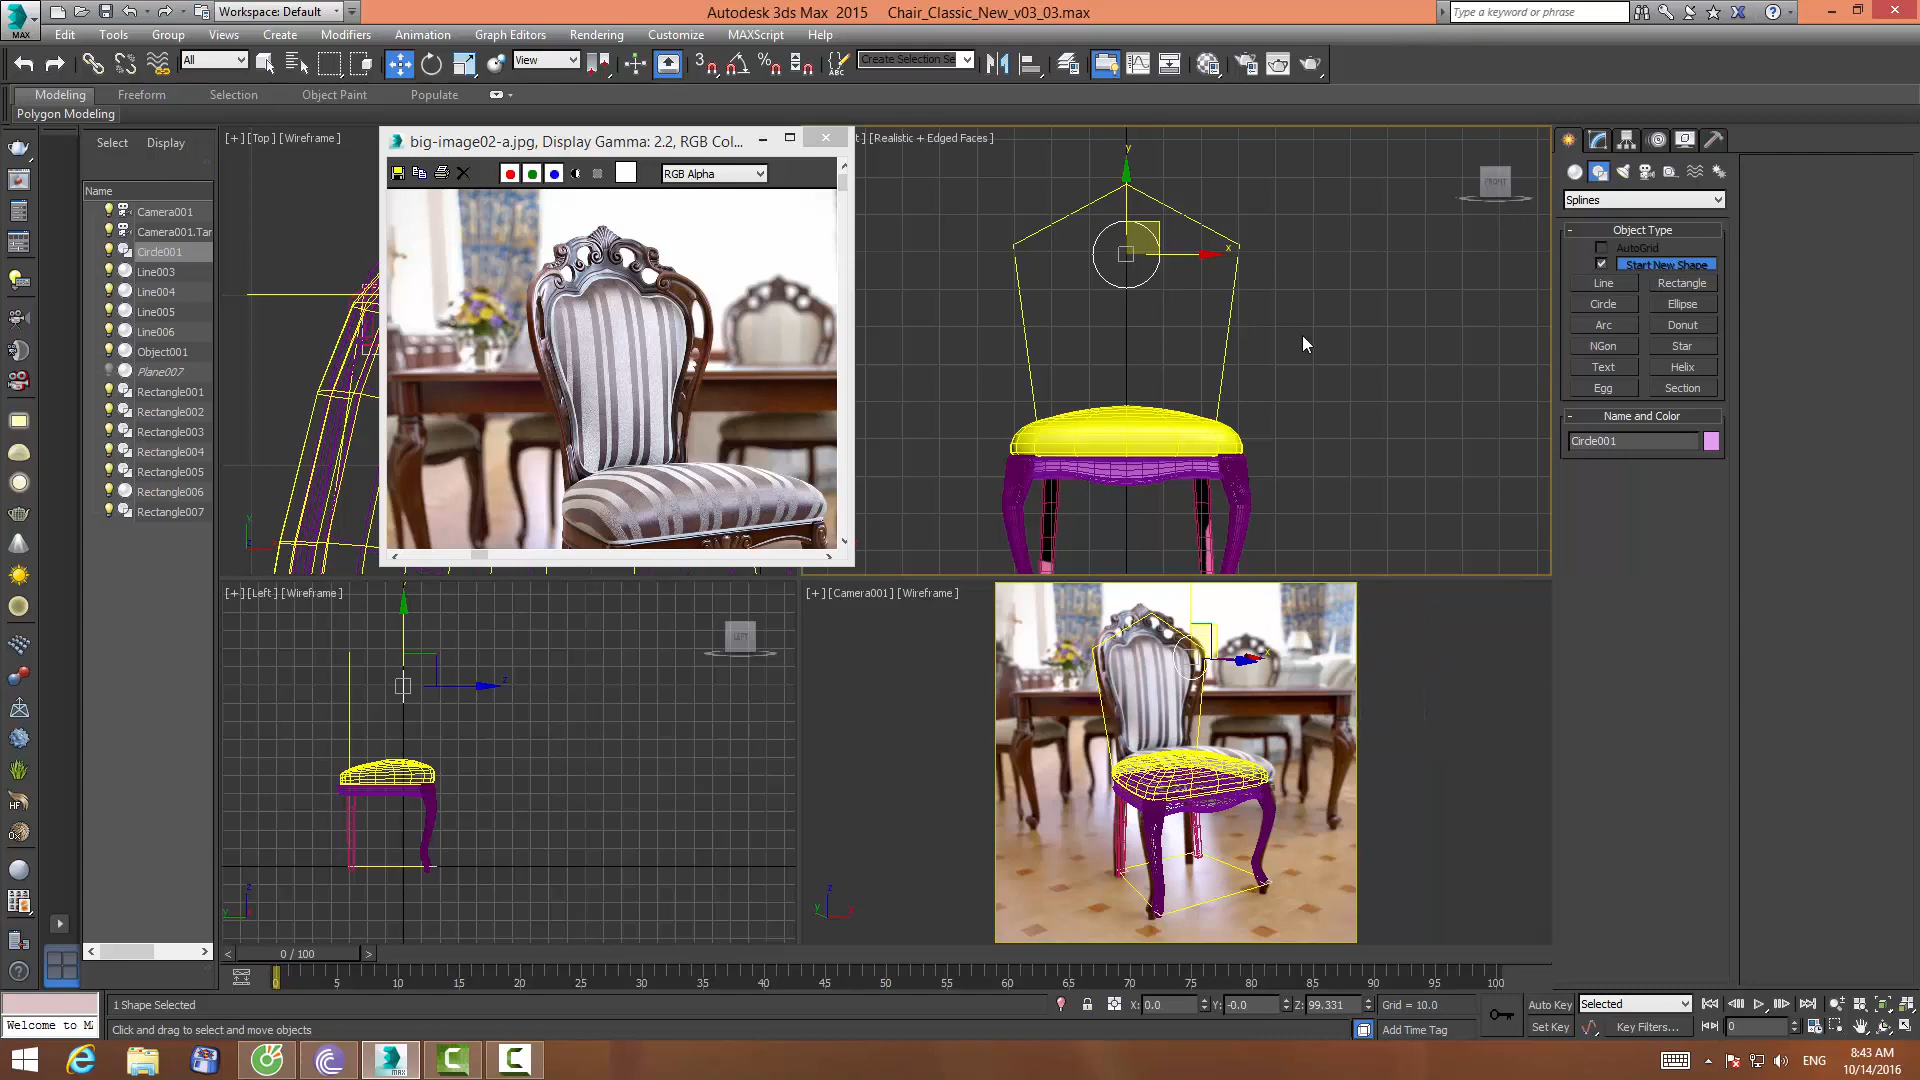 Workspace: Default
Autodesk 3ds Max 2015 Chair_Classic_New_v03_03.max
Type a keyword or phrase
MAX
Edit Tools Group Views Create Modifiers Animation Graph Editors Rendering Customize MAXScript Help
All
View
Create Selection Se
Modeling Freeform Selection Object Paint Populate
Polygon Modeling
Select Display
Name
Camera001
Camera001.Tar
Circle001
Line003
Line004
Line005
Line006
Object001
Plane007
Rectangle001
Rectangle002
Rectangle003
Rectangle004
Rectangle005
Rectangle006
Rectangle007
[+] [Top] [Wireframe]
big-image02-a.jpg, Display Gamma: 2.2, RGB Col...
RGB Alpha
[Realistic + Edged Faces]
FRONT
[+] [Left] [Wireframe]
LEFT
[+] [Camera001] [Wireframe]
Splines
Object Type
AutoGrid
Start New Shape
Line Rectangle
Circle Ellipse
Arc Donut
NGon Star
Text Helix
Egg Section
Name and Color
Circle001
0 / 100
0 5 10 15 20 25 30 35 40 45 50 55 60 65 70 75 80 85 90 95 100
1 Shape Selected
X: 0.0 Y: -0.0 Z: 99.331 Grid = 10.0
Auto Key Selected
Welcome to M
Click and drag to select and move objects
Add Time Tag
Set Key Key Filters... 0
ENG
8:43 AM
10/14/2016